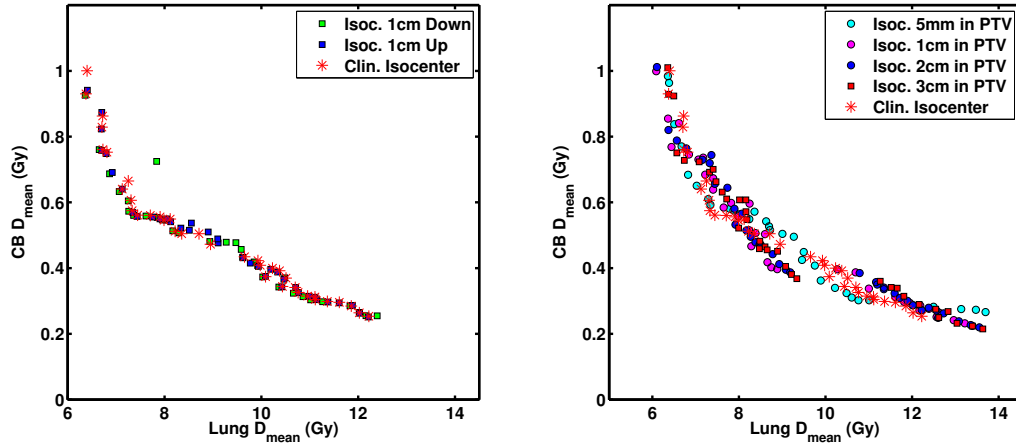 Isoc. 1cm Down
Isoc. 1cm Up
Clin. Isocenter
1
0.8
0.6
0.4
0.2
0
6
8
10
12
14
CB D_mean (Gy)
Lung D_mean (Gy)
Isoc. 5mm in PTV
Isoc. 1cm in PTV
Isoc. 2cm in PTV
Isoc. 3cm in PTV
Clin. Isocenter
1
0.8
0.6
0.4
0.2
0
6
8
10
12
14
CB D_mean (Gy)
Lung D_mean (Gy)